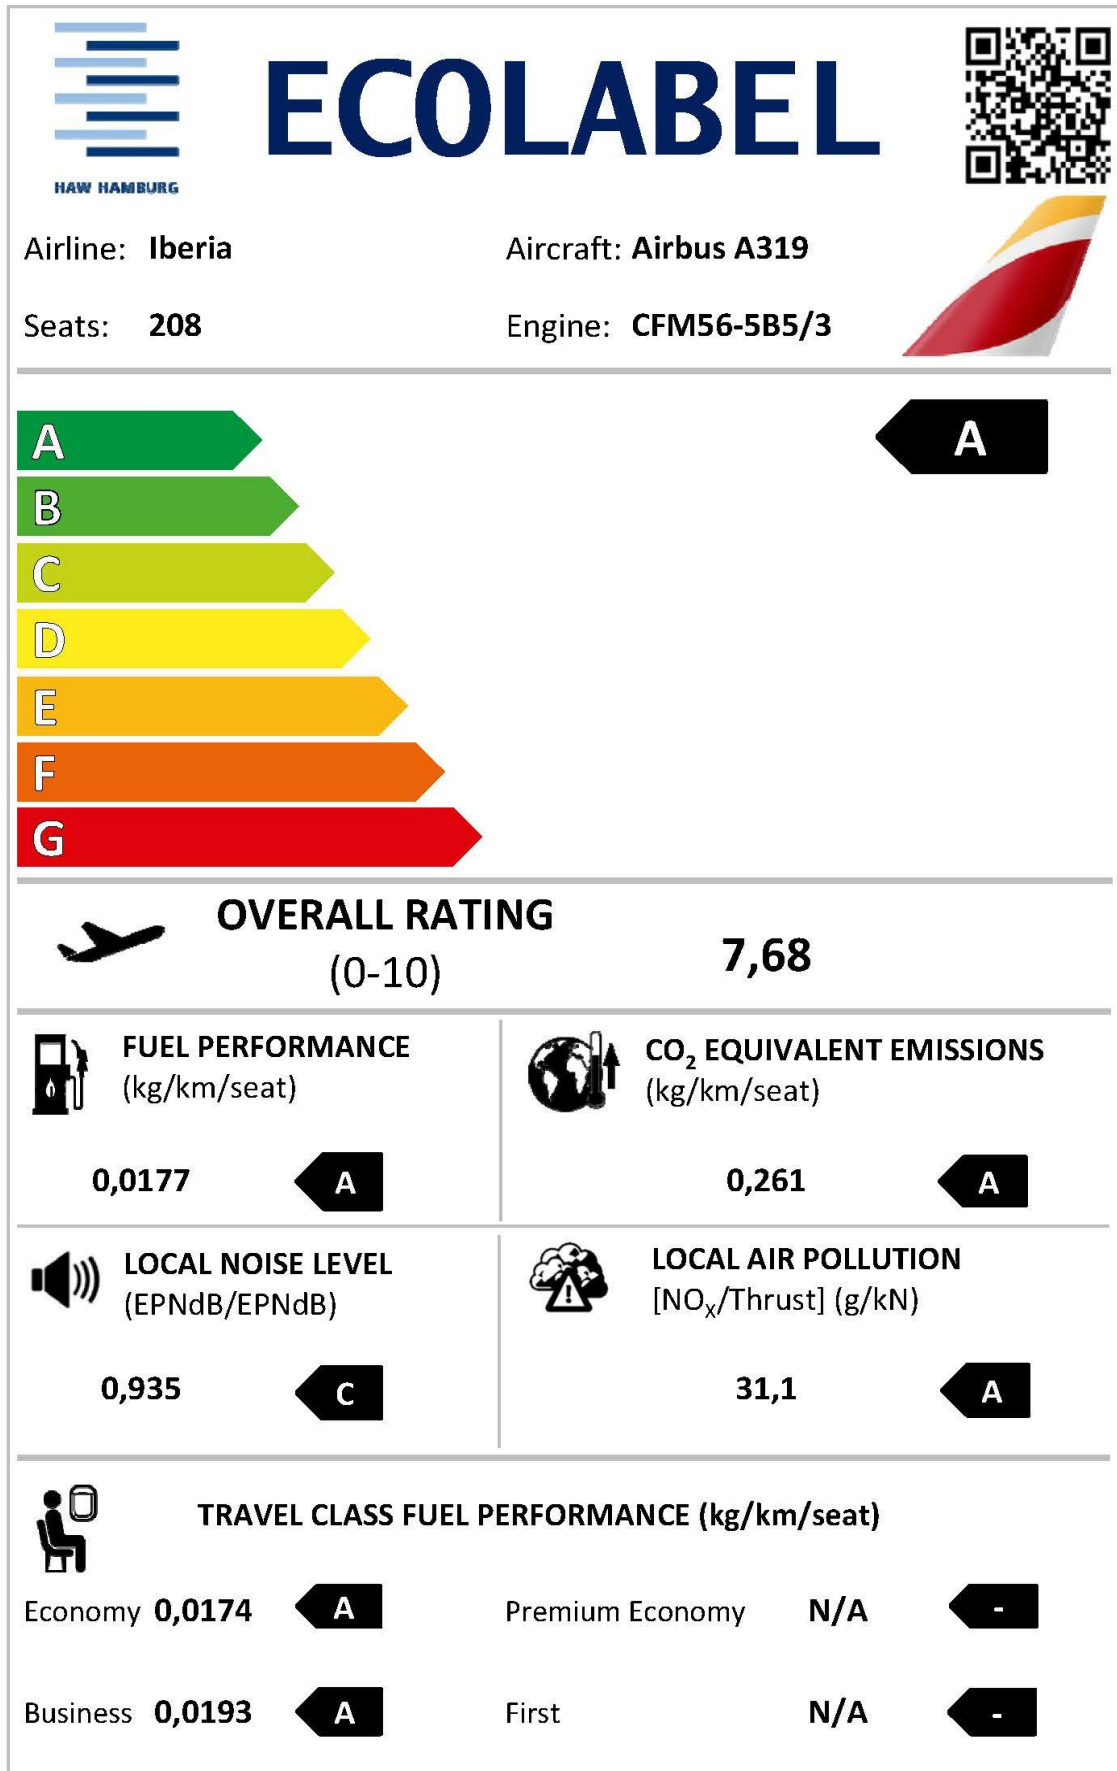 ECOLABEL
HAW HAMBURG
Airline: Iberia
Aircraft: Airbus A319
Seats: 208
Engine: CFM56-5B5/3
A
A
B
C
D
E
F
G
OVERALL RATING
(0-10)
7,68
FUEL PERFORMANCE
(kg/km/seat)
0,0177 A
CO₂ EQUIVALENT EMISSIONS
(kg/km/seat)
0,261 A
LOCAL NOISE LEVEL
(EPNdB/EPNdB)
0,935 C
LOCAL AIR POLLUTION
[NOₓ/Thrust] (g/kN)
31,1 A
TRAVEL CLASS FUEL PERFORMANCE (kg/km/seat)
Economy 0,0174 A
Premium Economy N/A -
Business 0,0193 A
First N/A -